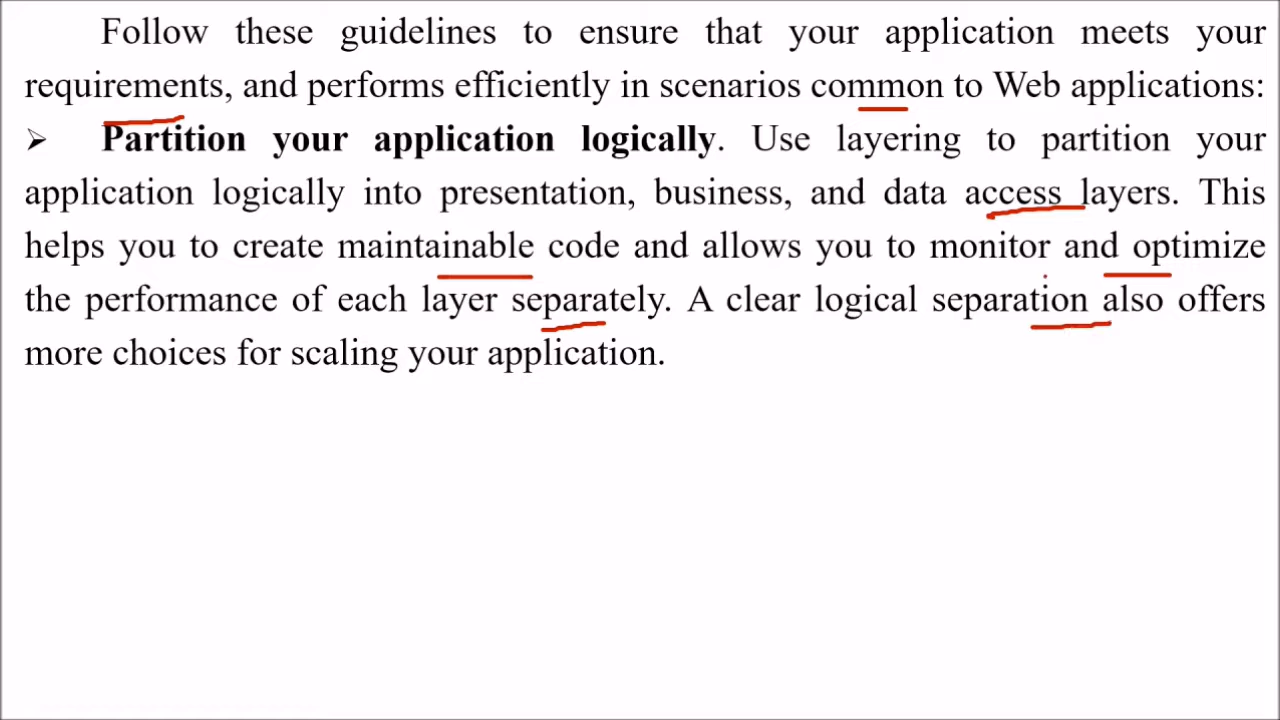 Follow these guidelines to ensure that your application meets your
requirements, and performs efficiently in scenarios common to Web applications:
➢ Partition your application logically. Use layering to partition your
application logically into presentation, business, and data access layers. This
helps you to create maintainable code and allows you to monitor and optimize
the performance of each layer separately. A clear logical separation also offers
more choices for scaling your application.